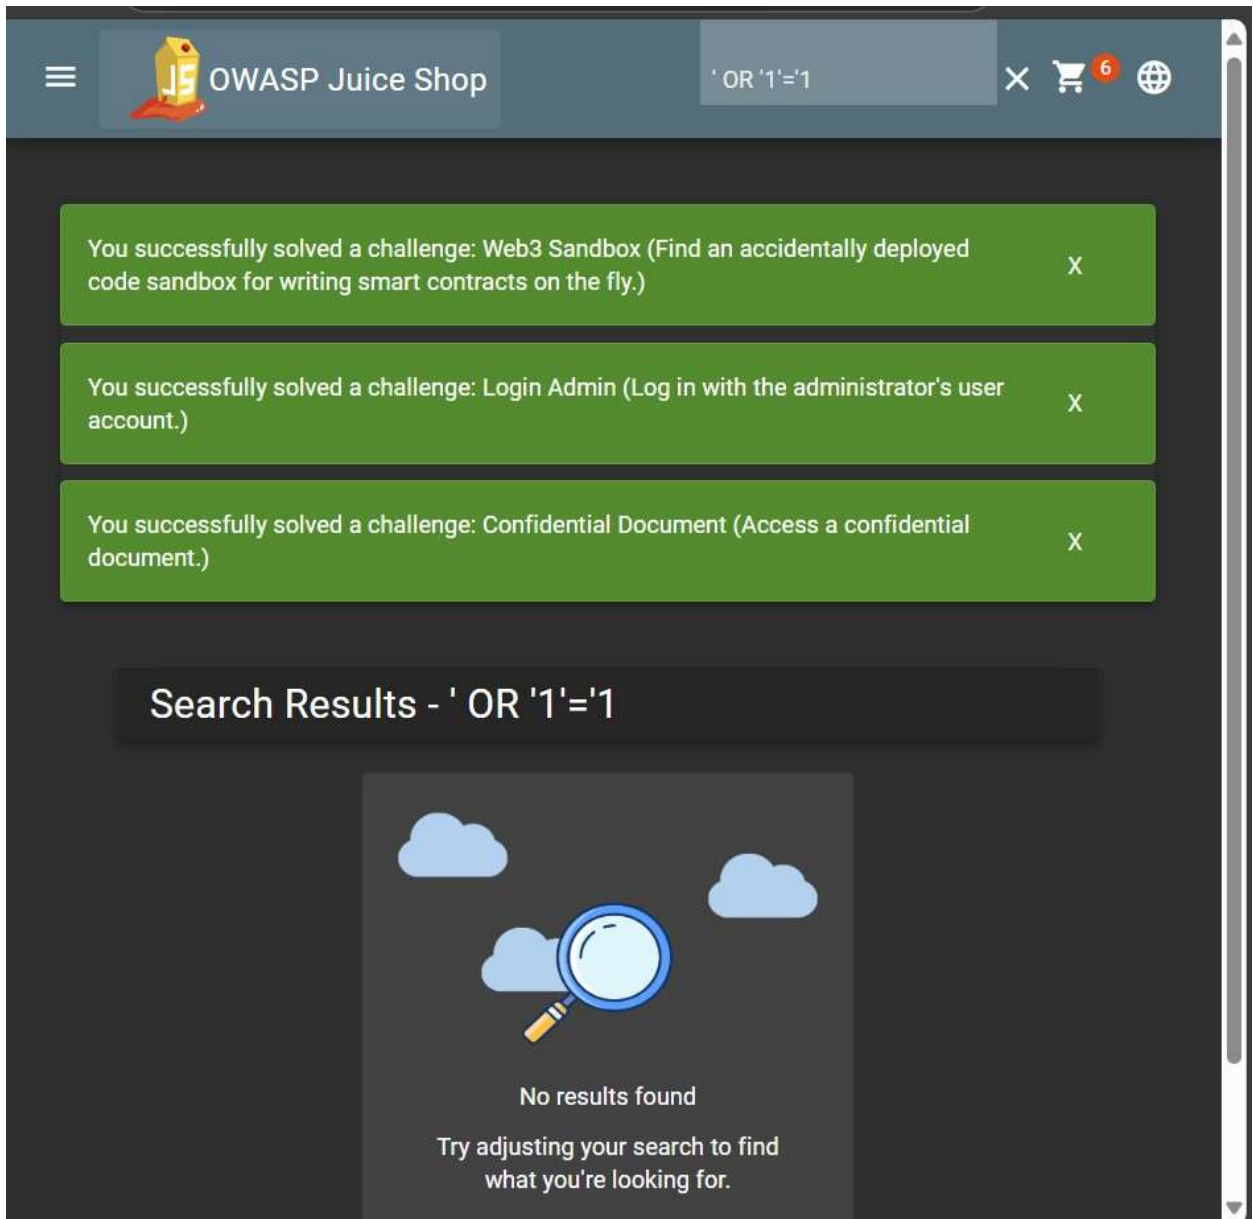 JS OWASP Juice Shop ' OR '1'='1 6
You successfully solved a challenge: Web3 Sandbox (Find an accidentally deployed
code sandbox for writing smart contracts on the fly.)
X
You successfully solved a challenge: Login Admin (Log in with the administrator's user
account.)
X
You successfully solved a challenge: Confidential Document (Access a confidential
document.)
X
Search Results - ' OR '1'='1
No results found
Try adjusting your search to find
what you're looking for.